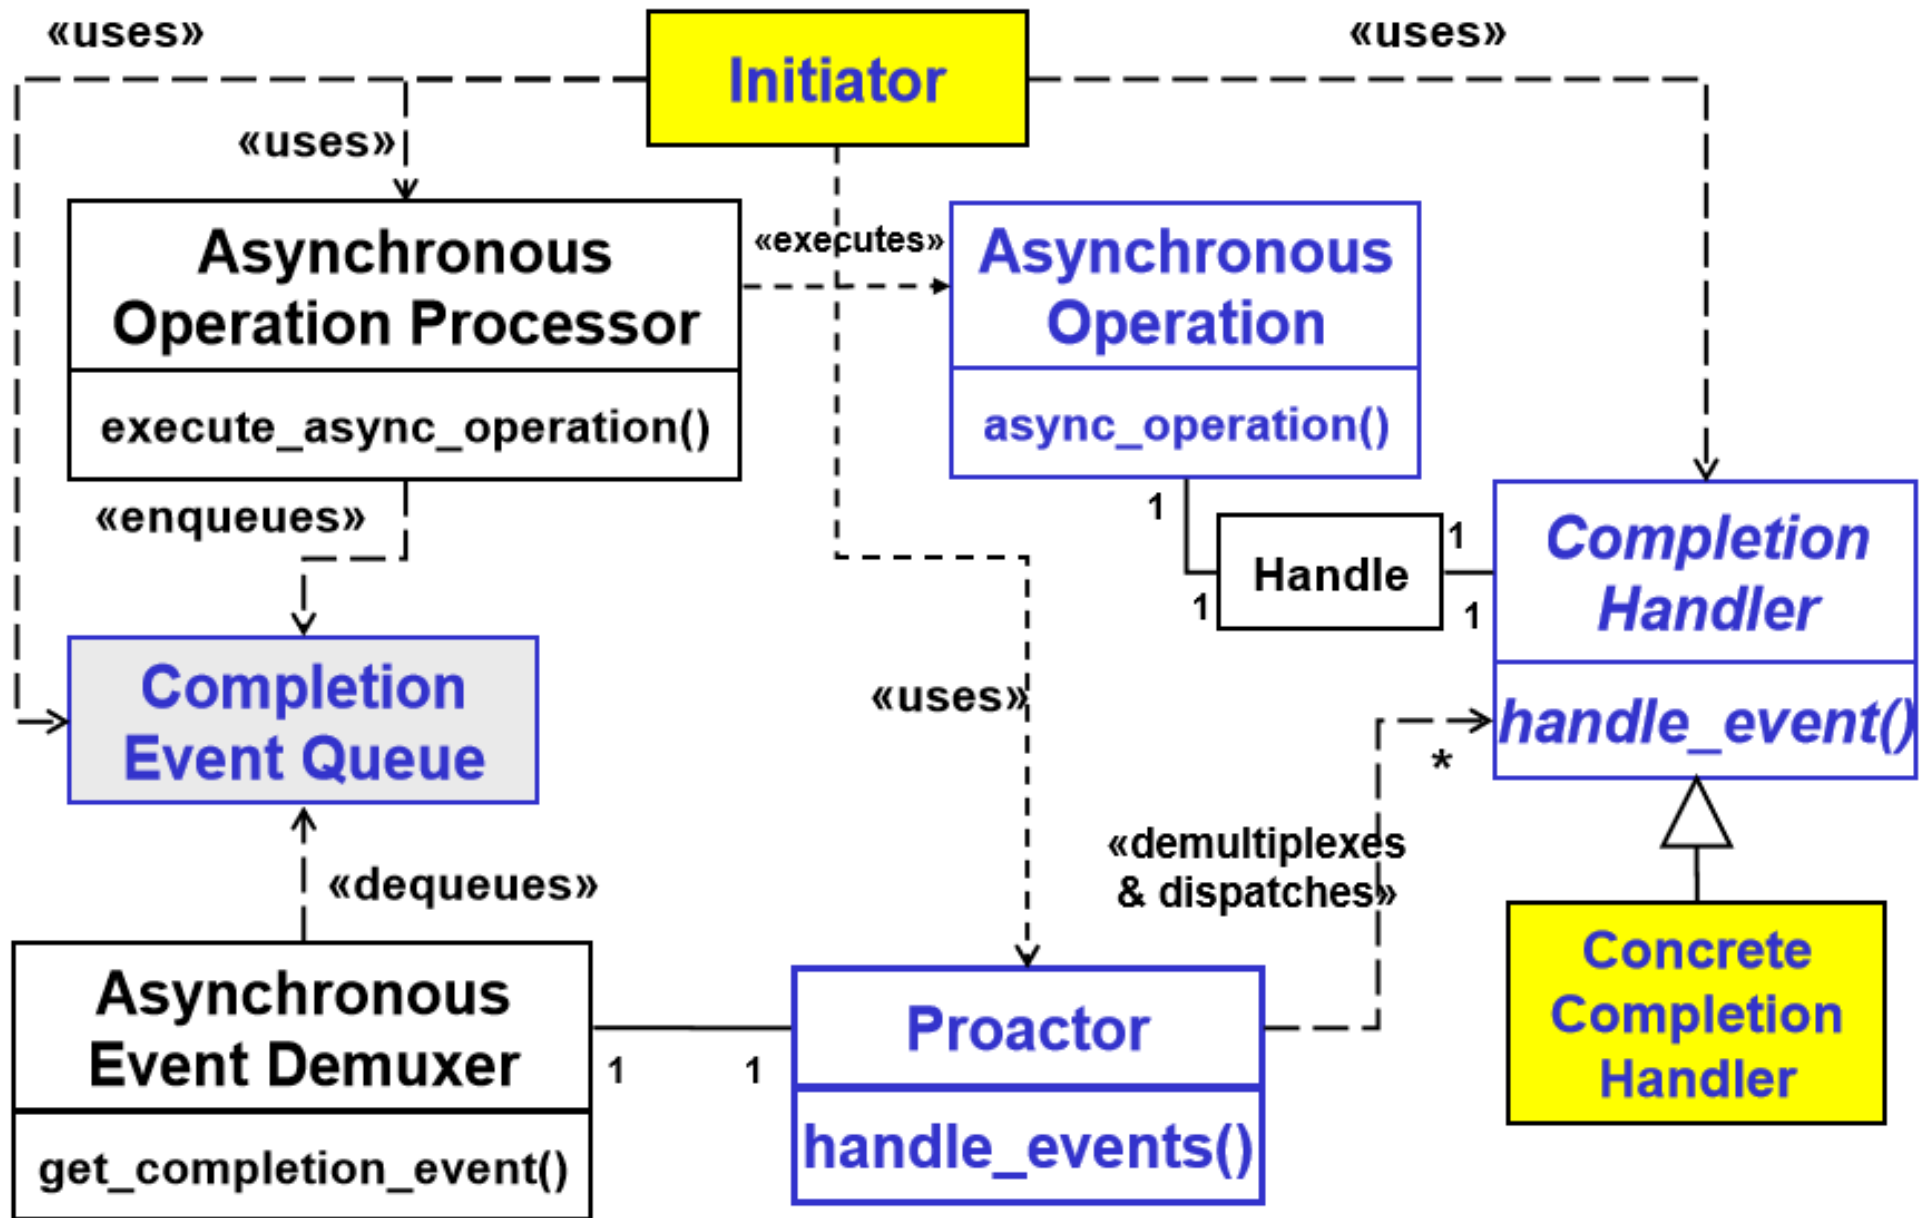 «uses»
Initiator
«uses»
«uses»
Asynchronous
Operation Processor
execute_async_operation()
«executes»
Asynchronous
Operation
async_operation()
«enqueues»
1
Handle
1
1
1
Completion
Handler
handle_event()
Completion
Event Queue
«uses»
*
«demultiplexes
& dispatches»
«dequeues»
Asynchronous
Event Demuxer
get_completion_event()
1
1
Proactor
handle_events()
Concrete
Completion
Handler